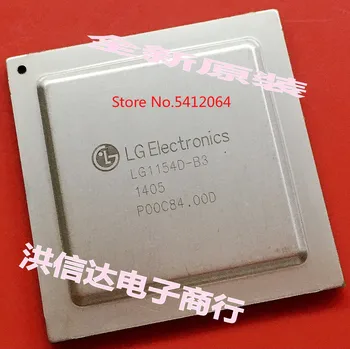 全新原装
Store No.5412064
LG Electronics
LG1154D-B3
1405
P00C84.00D
洪信达电子商行